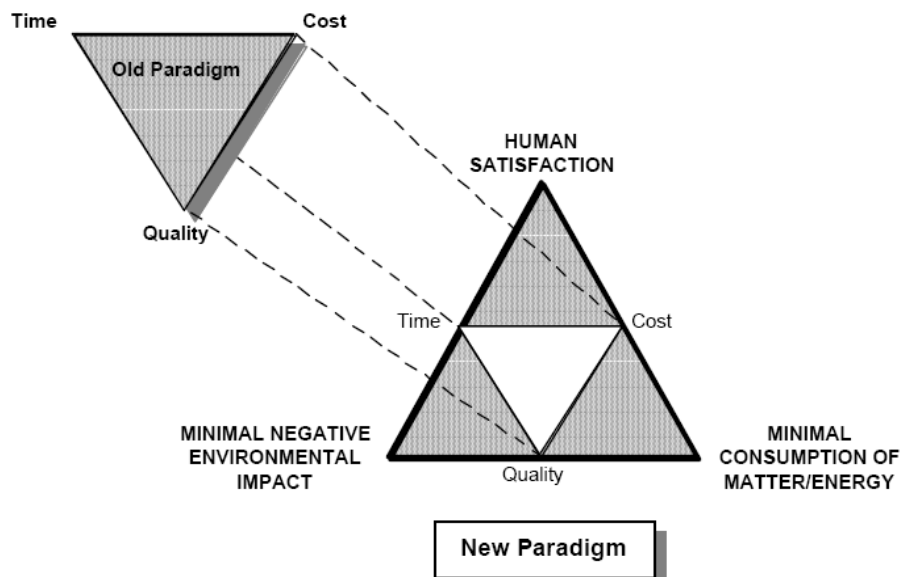 Time
Cost
Old Paradigm
Quality
HUMAN
SATISFACTION
Time
Cost
MINIMAL NEGATIVE
ENVIRONMENTAL
IMPACT
Quality
MINIMAL
CONSUMPTION OF
MATTER/ENERGY
New Paradigm